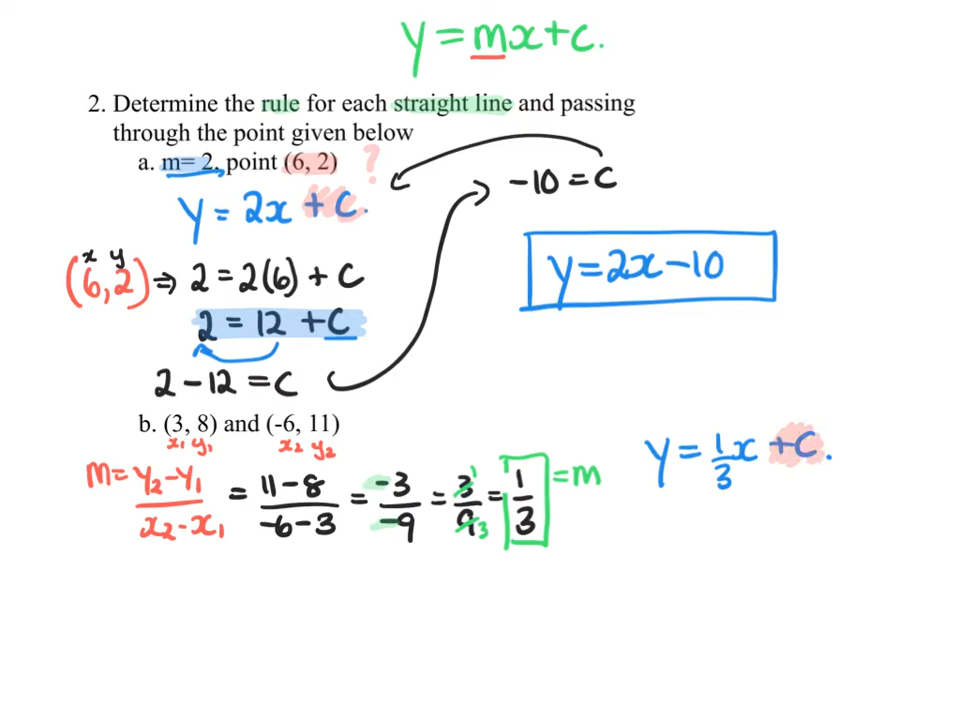 y = mx+c.
2. Determine the rule for each straight line and passing
through the point given below
a. m= 2, point (6, 2) ?
y = 2x + c.
x y
(6,2) ⇒ 2 = 2(6) + c
2 = 12 + c
2 - 12 = c
-10 = c
y = 2x - 10
b. (3, 8) and (-6, 11)
x₁ y₁ x₂ y₂
m = y₂-y₁/x₂-x₁ = 11-8/-6-3 = -3/-9 = 3/9 1 3 = 1/3 = m
y = 1/3x + c.